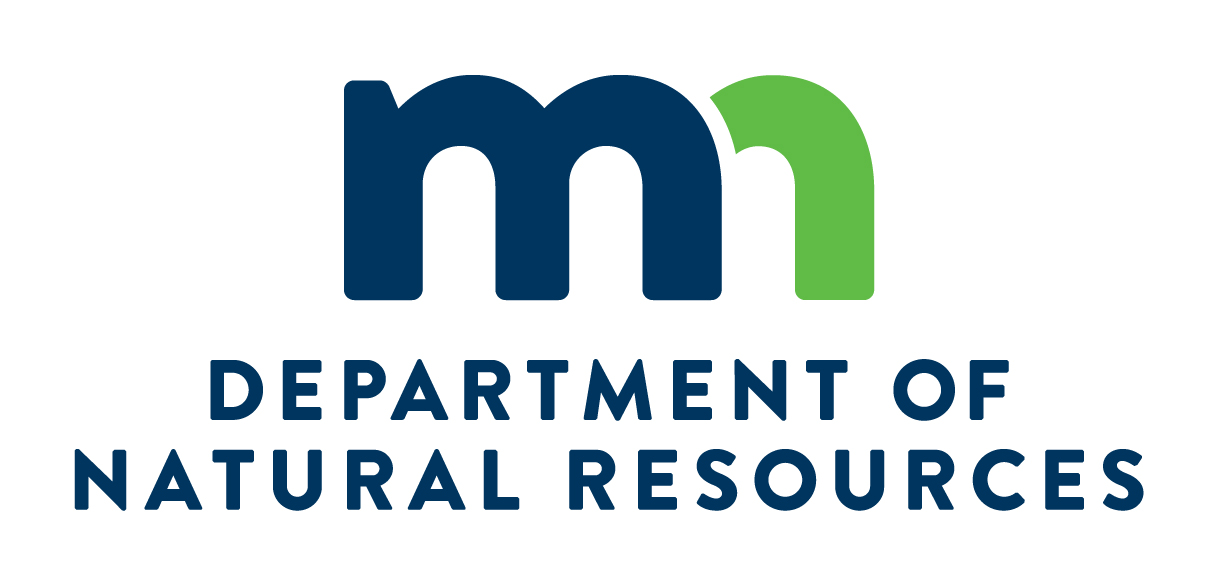 mn
DEPARTMENT OF
NATURAL RESOURCES